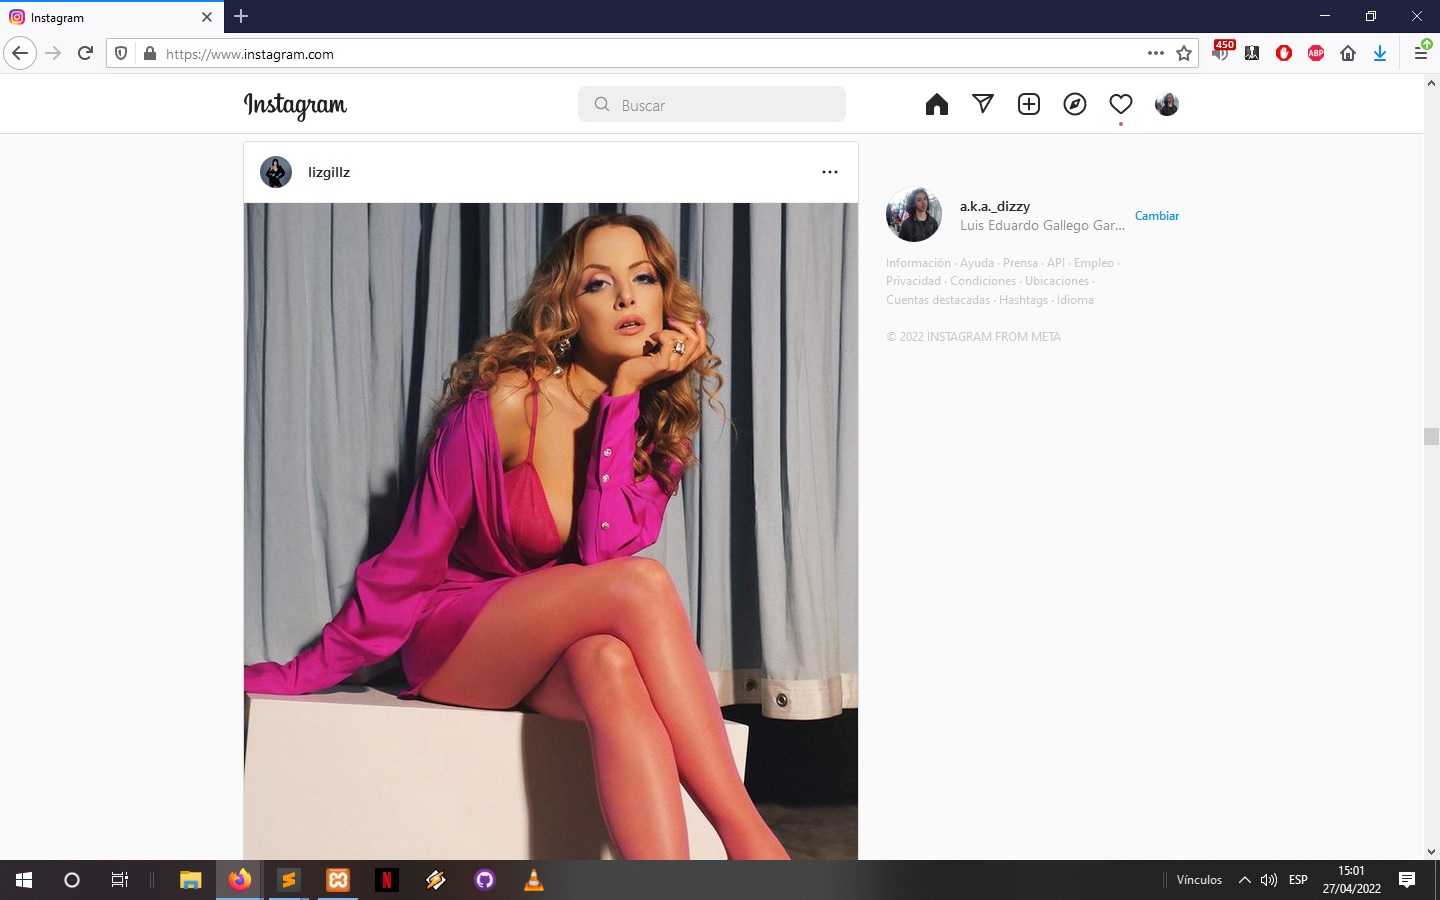 Instagram
https://www.instagram.com
450
ABP
Instagram
Buscar
lizgillz
a.k.a._dizzy
Luis Eduardo Gallego Gar...
Cambiar
Información · Ayuda · Prensa · API · Empleo ·
Privacidad · Condiciones · Ubicaciones ·
Cuentas destacadas · Hashtags · Idioma
© 2022 INSTAGRAM FROM META
N
Vínculos
ESP
15:01
27/04/2022